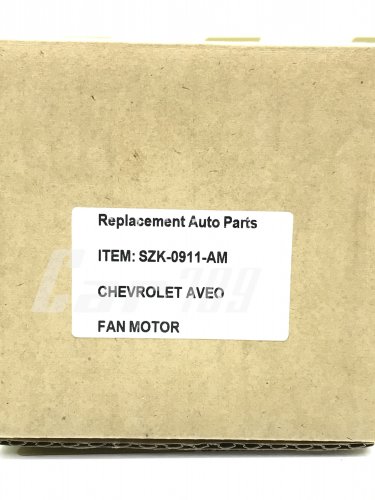 Replacement Auto Parts
ITEM: SZK-0911-AM
CHEVROLET AVEO
FAN MOTOR